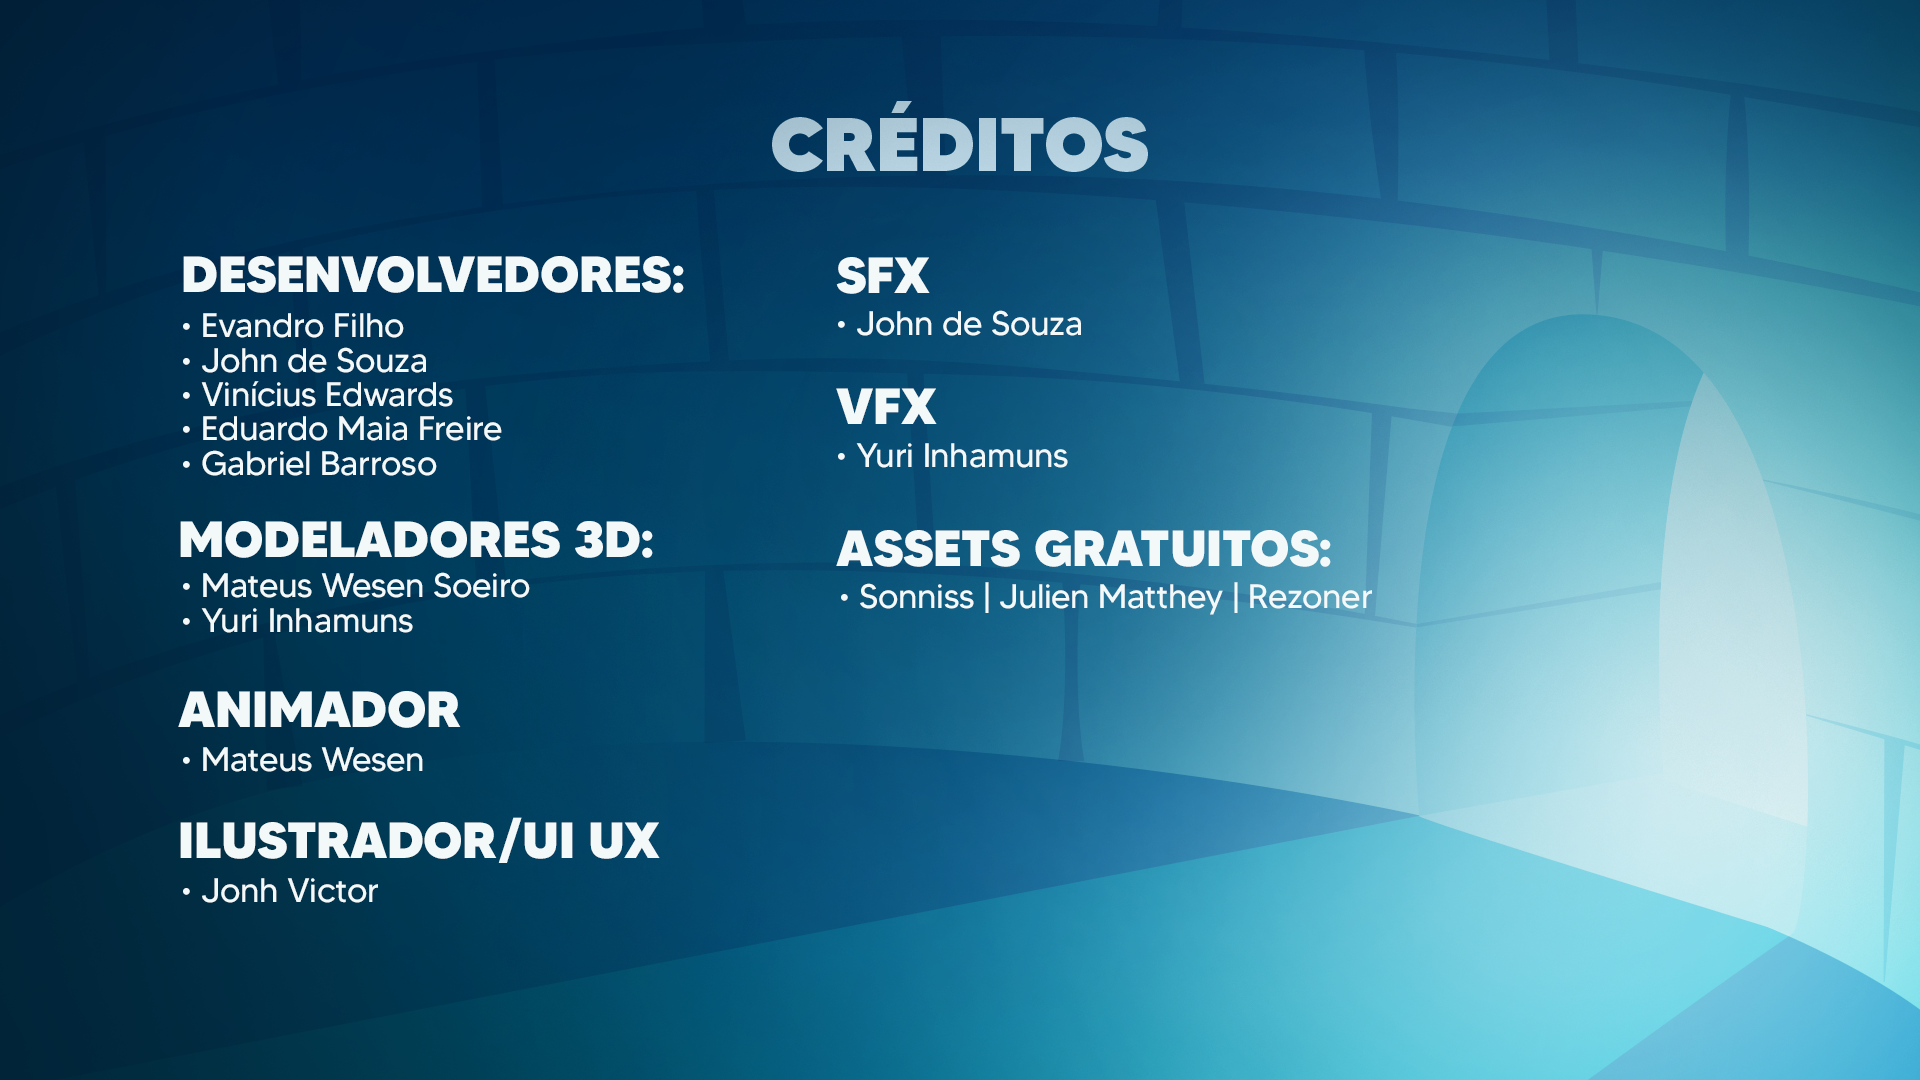 CRÉDITOS
DESENVOLVEDORES:
• Evandro Filho
• John de Souza
• Vinícius Edwards
• Eduardo Maia Freire
• Gabriel Barroso
MODELADORES 3D:
• Mateus Wesen Soeiro
• Yuri Inhamuns
ANIMADOR
• Mateus Wesen
ILUSTRADOR/UI UX
• Jonh Victor
SFX
• John de Souza
VFX
• Yuri Inhamuns
ASSETS GRATUITOS:
• Sonniss | Julien Matthey | Rezoner